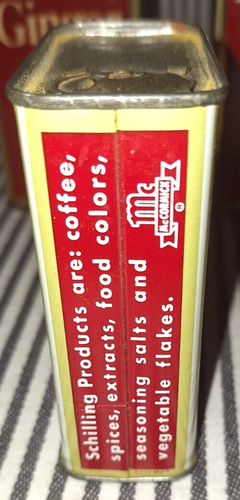 Schilling Products are: coffee,
spices, extracts, food colors,
seasoning salts and
vegetable flakes.
Mc
McCORMICK
®